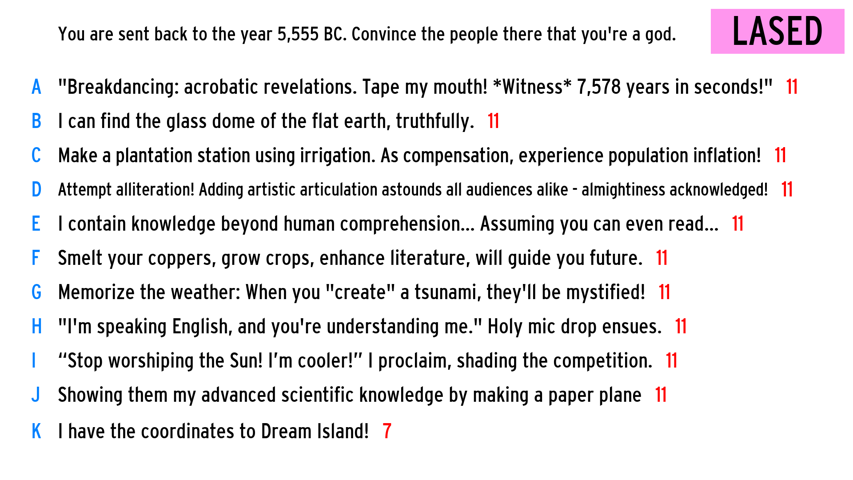 You are sent back to the year 5,555 BC. Convince the people there that you're a god.
LASED
A "Breakdancing: acrobatic revelations. Tape my mouth! *Witness* 7,578 years in seconds!" 11
B I can find the glass dome of the flat earth, truthfully. 11
C Make a plantation station using irrigation. As compensation, experience population inflation! 11
D Attempt alliteration! Adding artistic articulation astounds all audiences alike - almightiness acknowledged! 11
E I contain knowledge beyond human comprehension... Assuming you can even read... 11
F Smelt your coppers, grow crops, enhance literature, will guide you future. 11
G Memorize the weather: When you "create" a tsunami, they'll be mystified! 11
H "I'm speaking English, and you're understanding me." Holy mic drop ensues. 11
I “Stop worshiping the Sun! I’m cooler!” I proclaim, shading the competition. 11
J Showing them my advanced scientific knowledge by making a paper plane 11
K I have the coordinates to Dream Island! 7